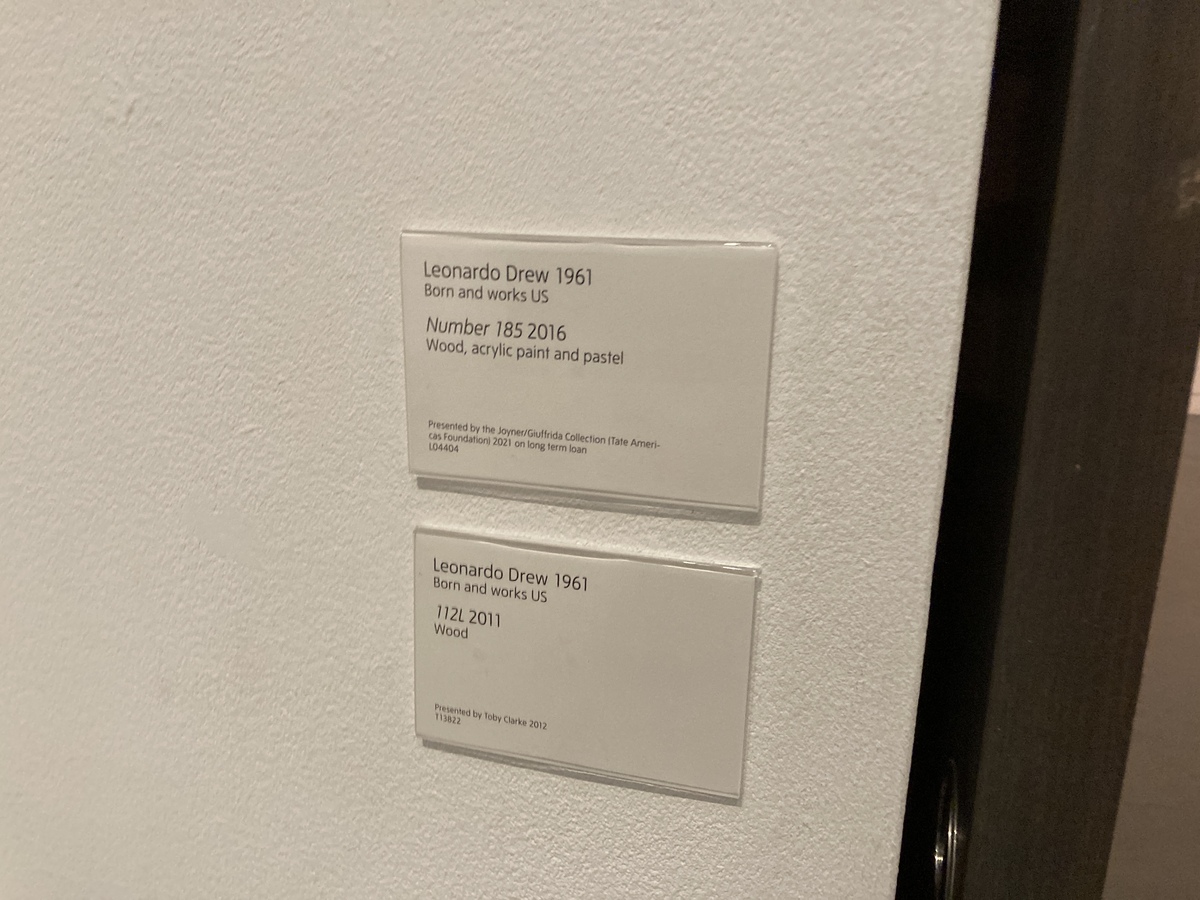 Leonardo Drew 1961
Born and works US
Number 185 2016
Wood, acrylic paint and pastel
Presented by the Joyner/Giuffrida Collection (Tate Ameri-
cas Foundation) 2021 on long term loan
L04404
Leonardo Drew 1961
Born and works US
112L 2011
Wood
Presented by Toby Clarke 2012
T13822